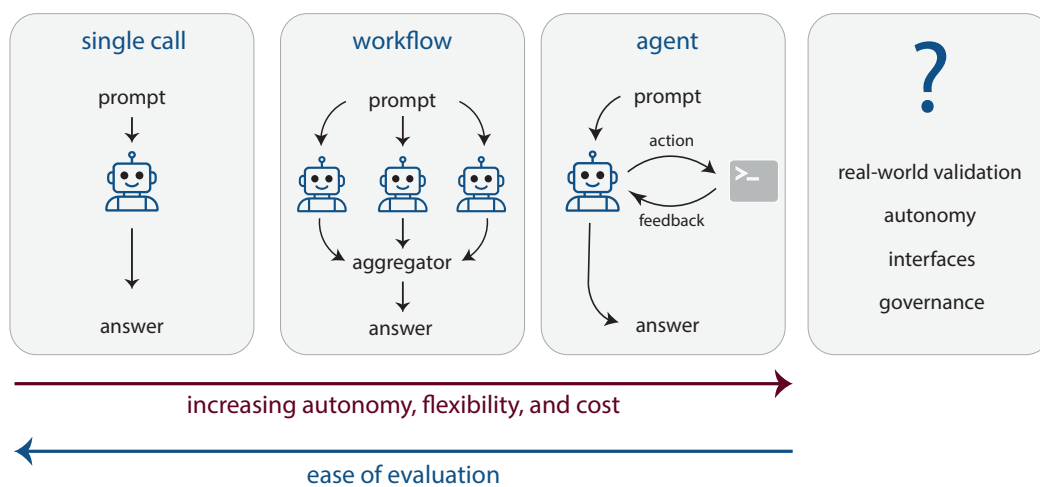 single call
prompt
answer
workflow
prompt
aggregator
answer
agent
prompt
action
>_
feedback
answer
?
real-world validation
autonomy
interfaces
governance
increasing autonomy, flexibility, and cost
ease of evaluation